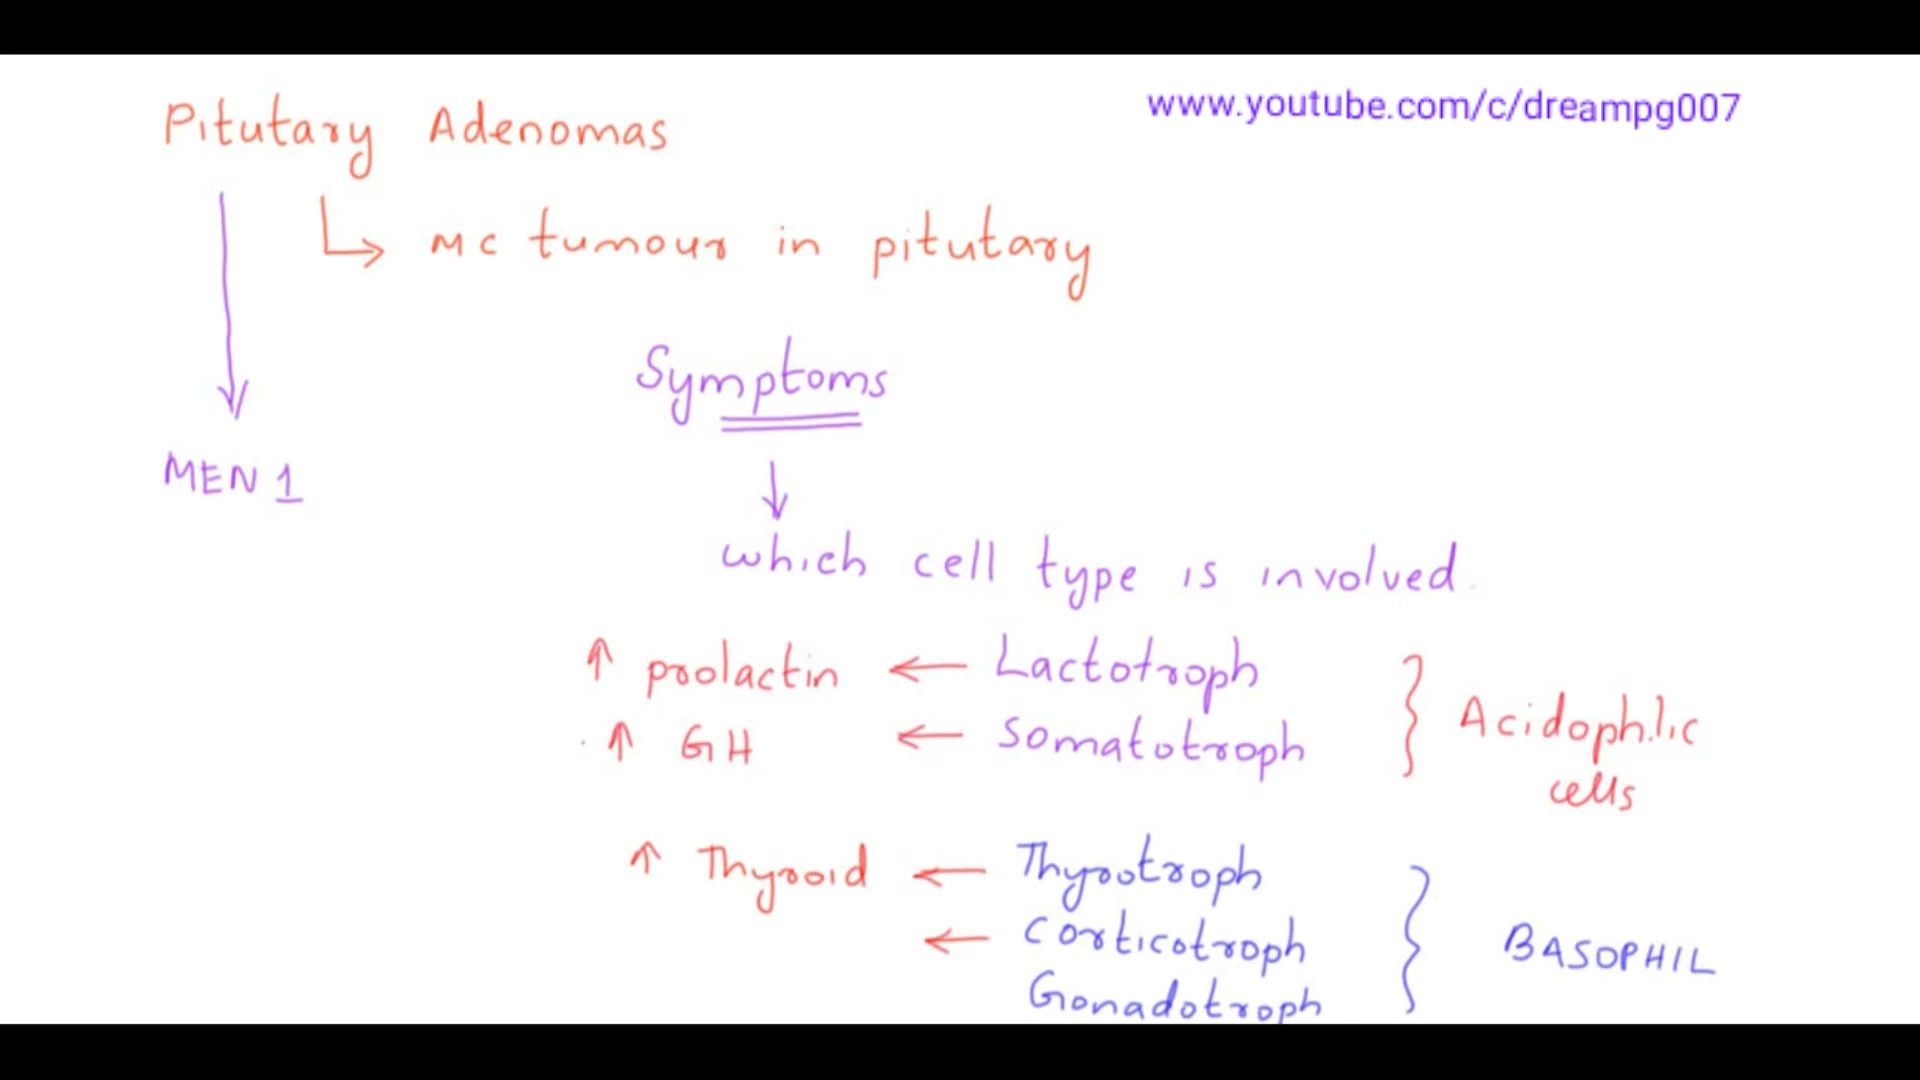 Pitutary Adenomas
www.youtube.com/c/dreampg007
↳ MC tumour in pitutary
Symptoms
MEN 1
↓
which cell type is involved.
↑ prolactin ← Lactotroph
↑ GH ← Somatotroph
} Acidophilic cells
↑ Thyroid ← Thyrotroph
← Corticotroph
Gonadotroph
} BASOPHIL